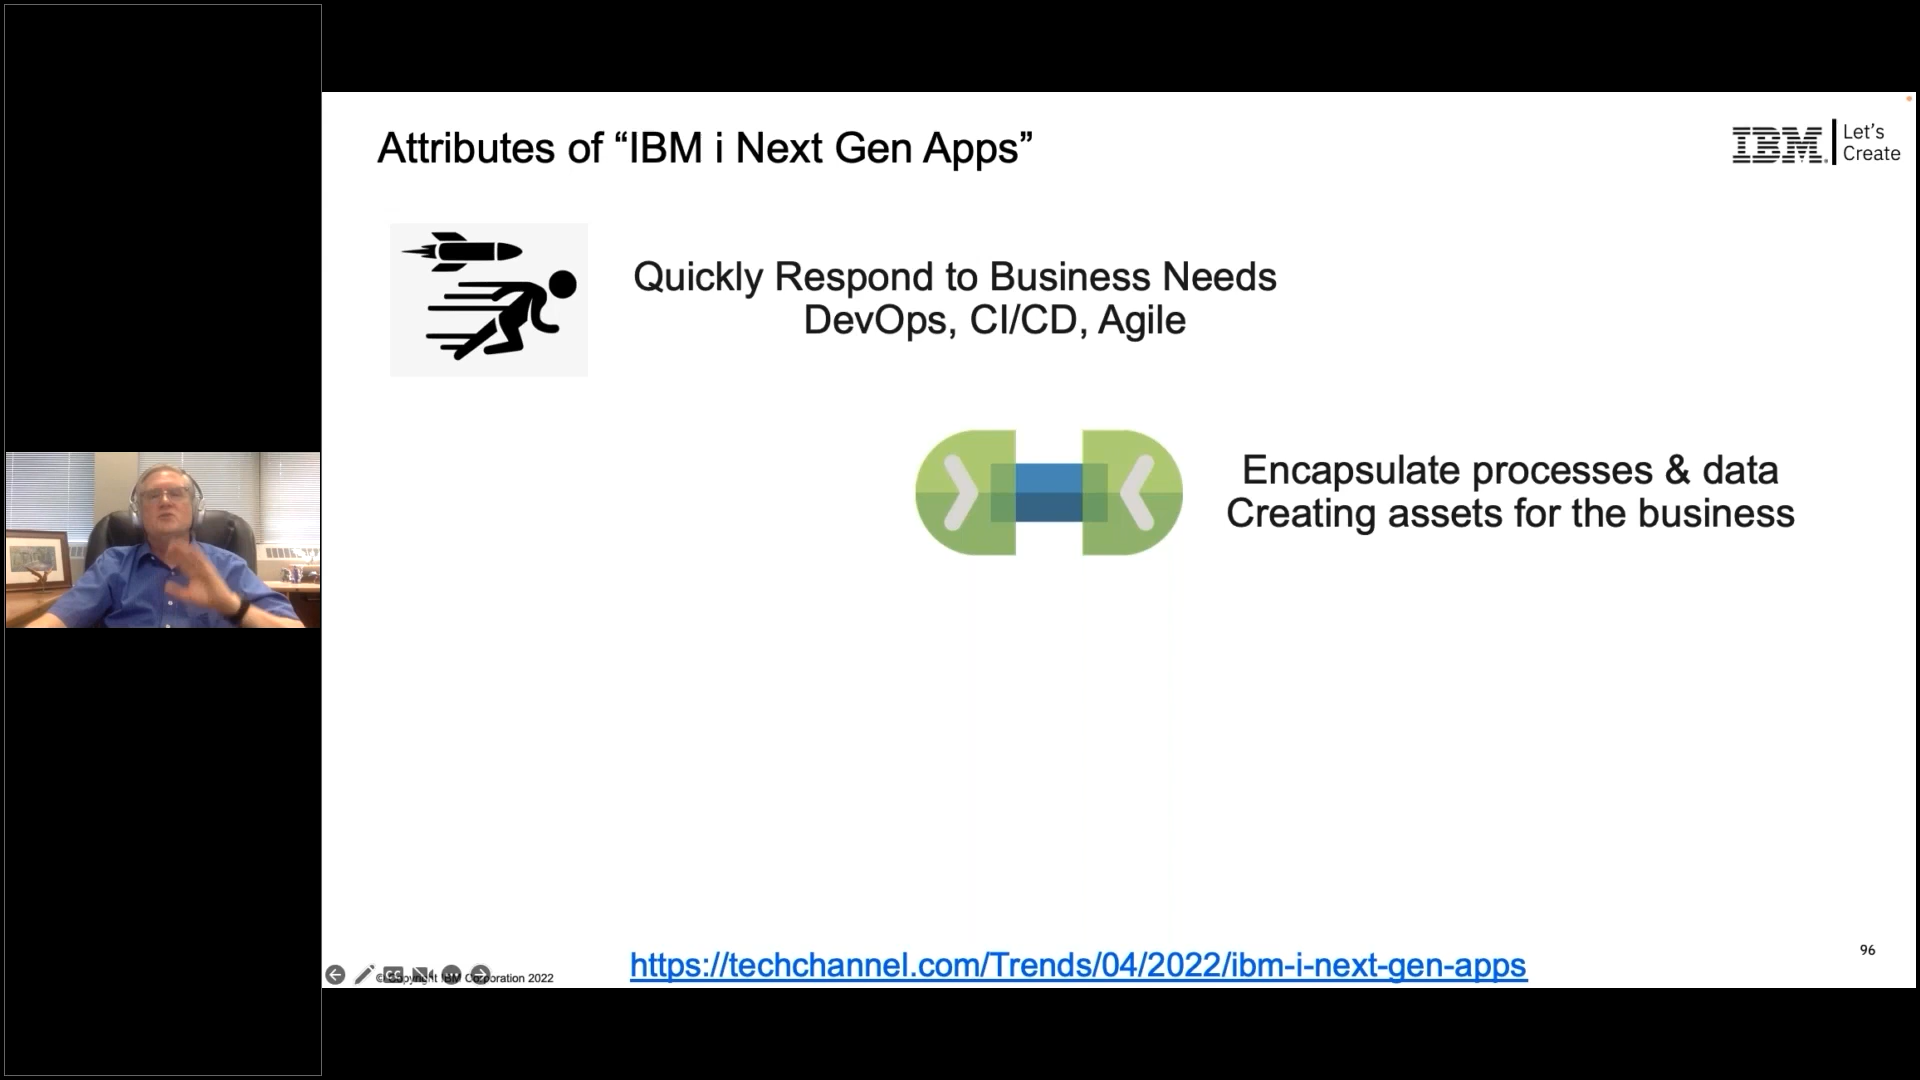 Attributes of “IBM i Next Gen Apps”
IBM
Let's
Create
Quickly Respond to Business Needs
DevOps, CI/CD, Agile
Encapsulate processes & data
Creating assets for the business
96
https://techchannel.com/Trends/04/2022/ibm-i-next-gen-apps
© Copyright IBM Corporation 2022